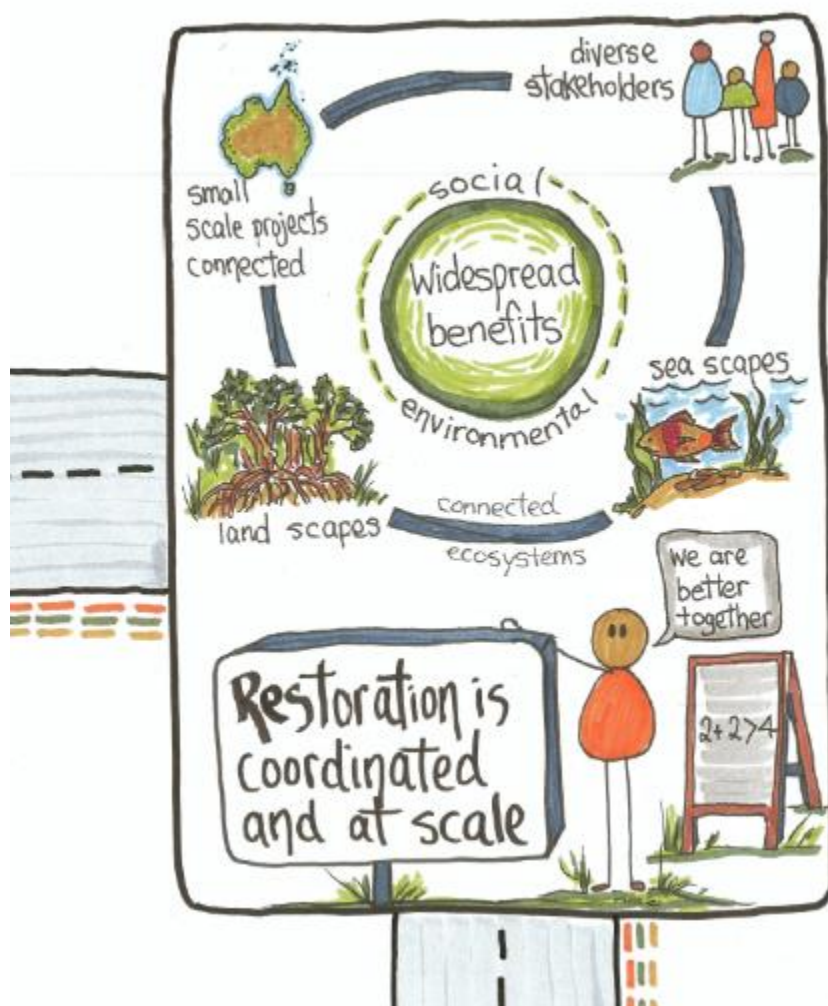 diverse
stakeholders
small
scale projects
connected
social
Widespread
benefits
environmental
sea scapes
land scapes
connected
ecosystems
we are
better
together
Restoration is
coordinated
and at scale
2+2>4